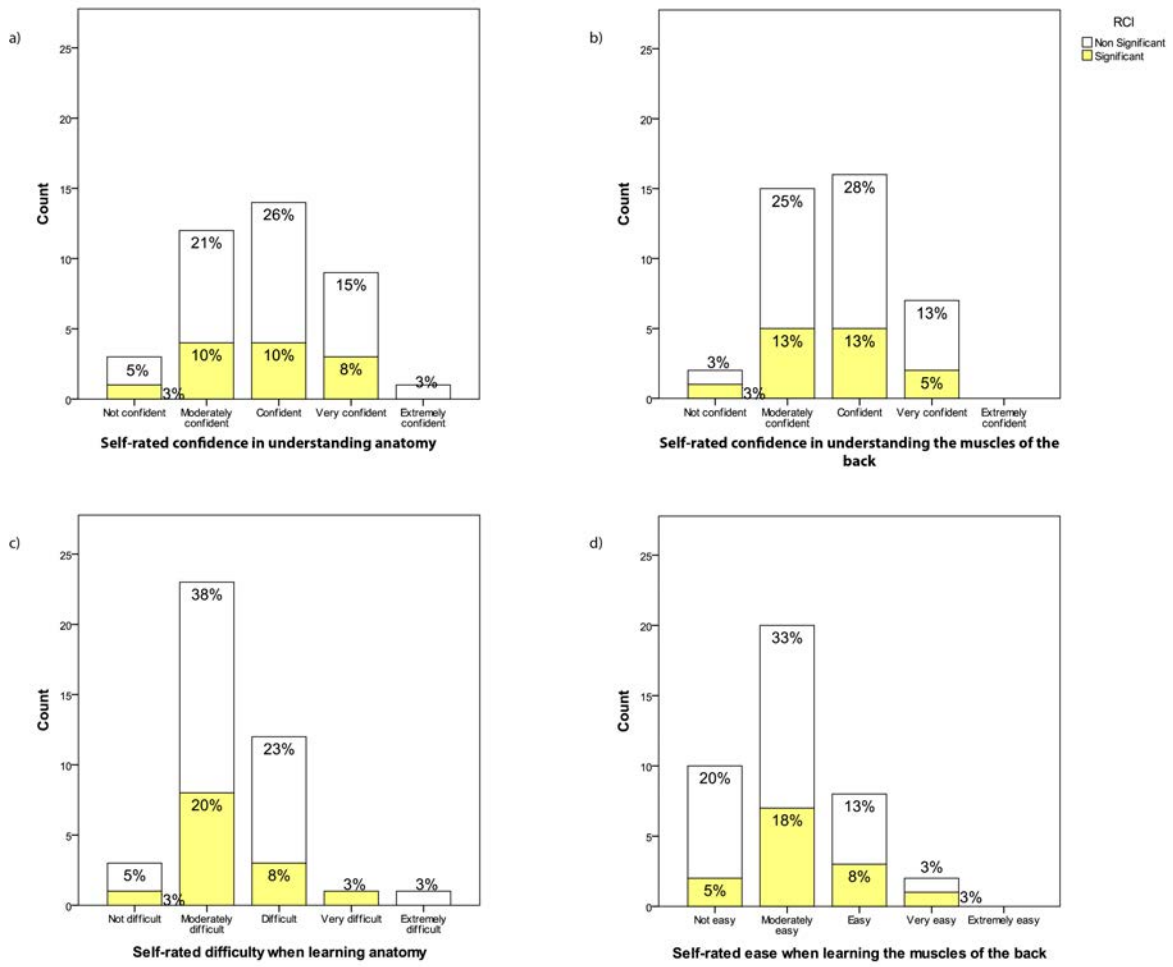 a)
25
20
15
10
5
0
Count
26%
21%
15%
5%
10%
10%
8%
3%
3%
Not confident
Moderately
confident
Confident
Very confident
Extremely
confident
Self-rated confidence in understanding anatomy
b)
25
20
15
10
5
0
Count
25%
28%
13%
3%
13%
13%
5%
3%
Not confident
Moderately
confident
Confident
Very confident
Extremely
confident
Self-rated confidence in understanding the muscles of the
back
RCI
Non Significant
Significant
c)
25
20
15
10
5
0
Count
38%
23%
5%
20%
8%
3%
3%
3%
Not difficult
Moderately
difficult
Difficult
Very difficult
Extremely
difficult
Self-rated difficulty when learning anatomy
d)
25
20
15
10
5
0
Count
33%
20%
13%
3%
5%
18%
8%
3%
Not easy
Moderately
easy
Easy
Very easy
Extremely easy
Self-rated ease when learning the muscles of the back